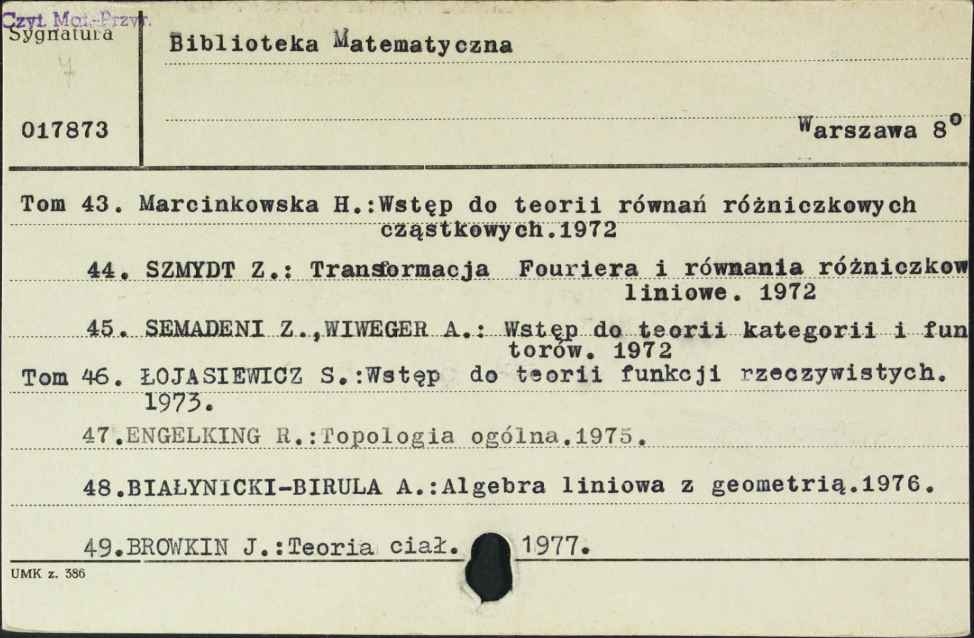 Czyt. Mat.-Przyr.
Sygnatura
Biblioteka Matematyczna
017873
Warszawa 8°
Tom 43. Marcinkowska H.:Wstęp do teorii równań różniczkowych
cząstkowych.1972
44. SZMYDT Z.: Transformacja Fouriera i równania różniczkow
liniowe. 1972
45. SEMADENI Z.,WIWEGER A.: Wstęp do teorii kategorii i fun
torów. 1972
Tom 46. ŁOJASIEWICZ S.:Wstęp do teorii funkcji rzeczywistych.
1973.
47.ENGELKING R.:Topologia ogólna.1975.
48.BIAŁYNICKI-BIRULA A.:Algebra liniowa z geometrią.1976.
49.BROWKIN J.:Teoria ciał. 1977.
UMK z. 386